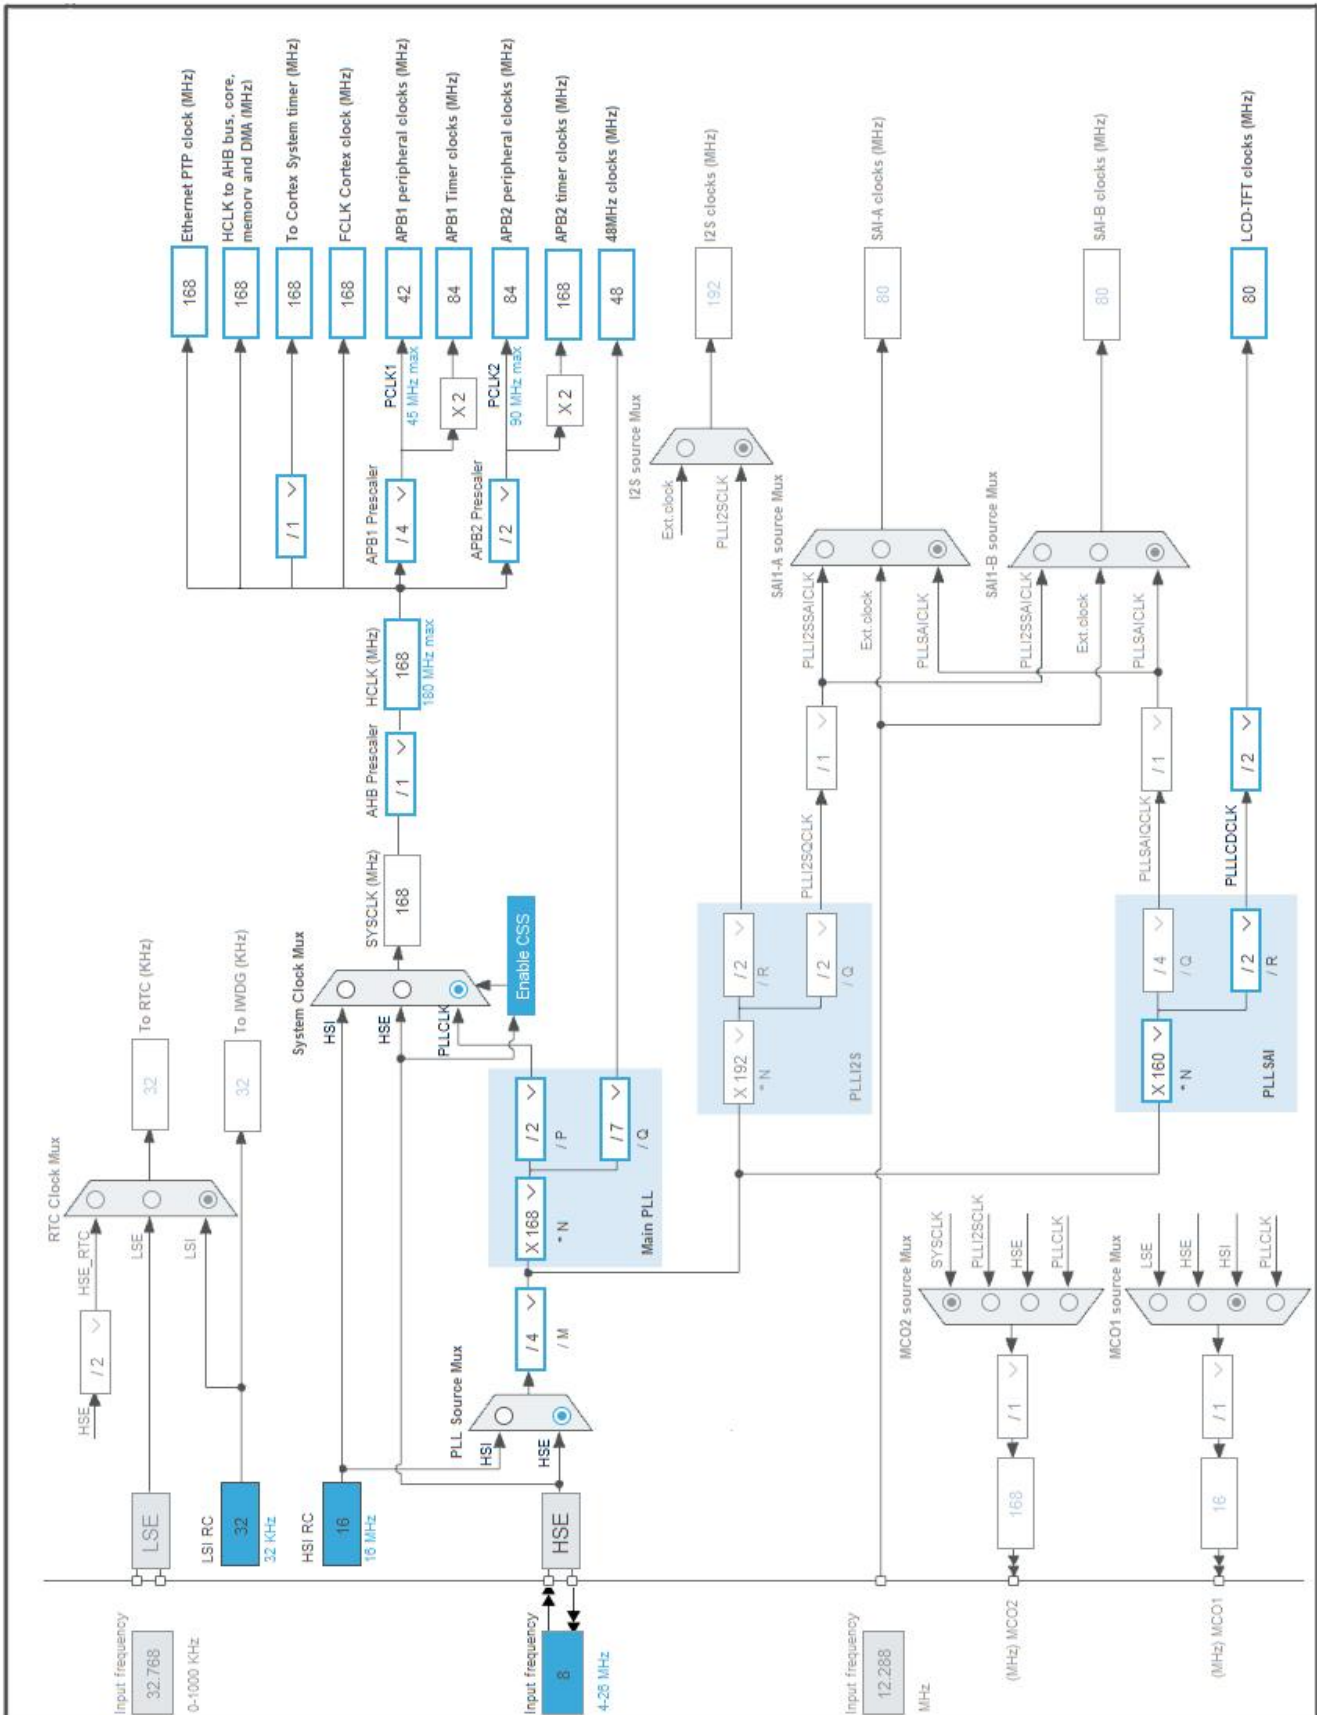 Input frequency
32.768
0-1000 KHz
LSE
LSI RC
32
32 KHz
HSI RC
16
16 MHz
Input frequency
8
4-26 MHz
HSE
Input frequency
12.288
MHz
HSE
/ 2
HSE_RTC
LSE
LSI
RTC Clock Mux
32
To RTC (KHz)
32
To IWDG (KHz)
PLL Source Mux
HSI
HSE
/ 4
/ M
X 168
* N
/ 2
/ P
/ 7
/ Q
Main PLL
System Clock Mux
HSI
HSE
PLLCLK
Enable CSS
SYSCLK (MHz)
168
AHB Prescaler
/ 1
HCLK (MHz)
168
180 MHz max
/ 1
APB1 Prescaler
/ 4
PCLK1
45 MHz max
X 2
APB2 Prescaler
/ 2
PCLK2
90 MHz max
X 2
168
Ethernet PTP clock (MHz)
168
HCLK to AHB bus, core,
memory and DMA (MHz)
168
To Cortex System timer (MHz)
168
FCLK Cortex clock (MHz)
42
APB1 peripheral clocks (MHz)
84
APB1 Timer clocks (MHz)
84
APB2 peripheral clocks (MHz)
168
APB2 timer clocks (MHz)
48
48MHz clocks (MHz)
X 192
* N
/ 2
/ R
/ 2
/ Q
PLLI2S
PLLI2SQCLK
/ 1
I2S source Mux
Ext.clock
PLLI2SCLK
192
I2S clocks (MHz)
SAI1-A source Mux
PLLI2SSAICLK
Ext.clock
PLLSAICLK
80
SAI-A clocks (MHz)
SAI1-B source Mux
PLLI2SSAICLK
Ext.clock
PLLSAICLK
80
SAI-B clocks (MHz)
X 160
* N
/ 4
/ Q
/ 2
/ R
PLLSAI
PLLSAIQCLK
/ 1
PLLLCDCLK
/ 2
80
LCD-TFT clocks (MHz)
MCO2 source Mux
SYSCLK
PLLI2SCLK
HSE
PLLCLK
/ 1
168
(MHz) MCO2
MCO1 source Mux
LSE
HSE
HSI
PLLCLK
/ 1
16
(MHz) MCO1